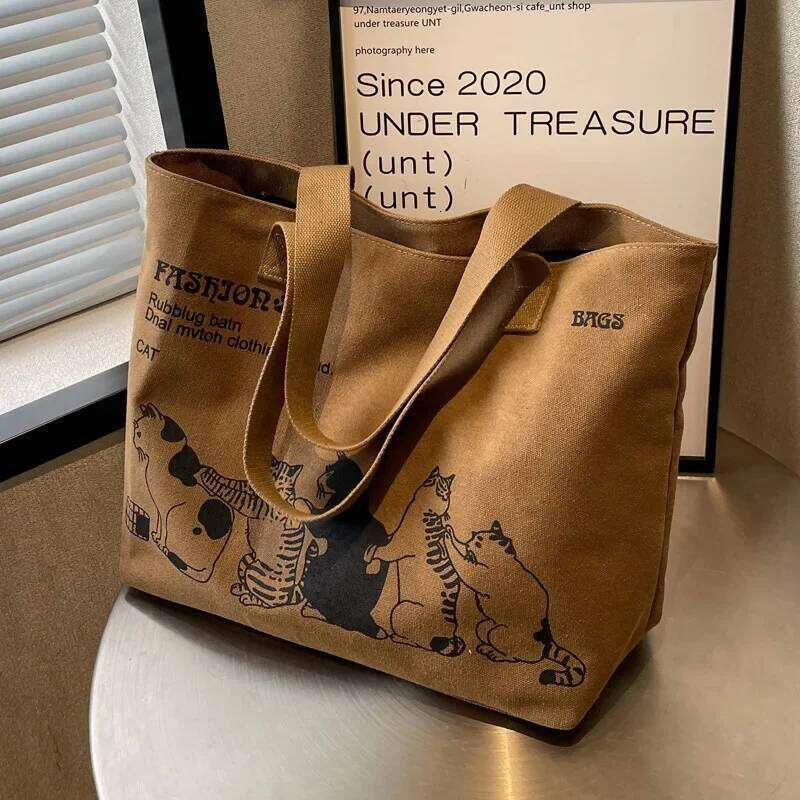 97,Namtaeryeongyet-gil,Gwacheon-si cafe_unt shop
under treasure UNT
photography here
Since 2020
UNDER TREASURE
(unt)
(unt)
FASHION
Rubblug batn
Dnal mvtoh clothi
CAT
BAGS